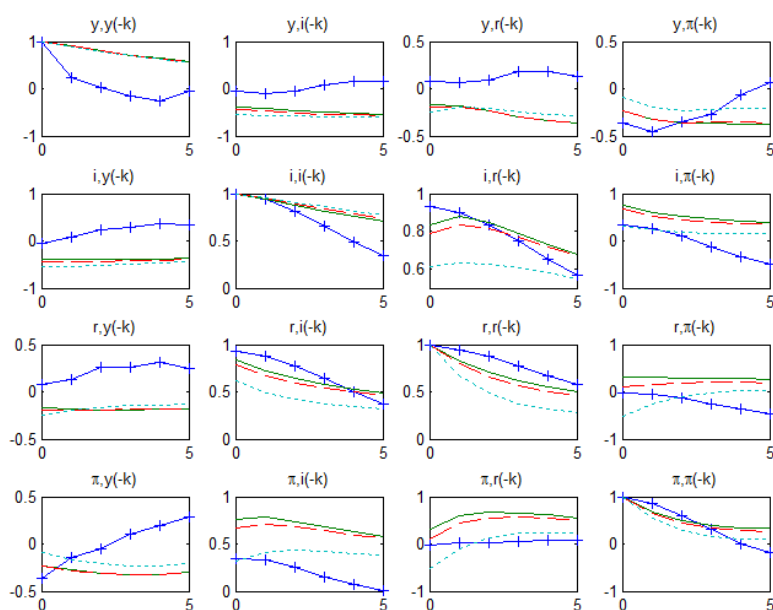 y,y(-k) y,i(-k) y,r(-k) y,π(-k)
1 1 0.5 0.5
0 0 0 0
-1 -1 -0.5 -0.5
0 5 0 5 0 5 0 5
i,y(-k) i,i(-k) i,r(-k) i,π(-k)
1 1 1 1
0.8
0 0.5 0
0.6
-1 0 -1
0 5 0 5 0 5 0 5
r,y(-k) r,i(-k) r,r(-k) r,π(-k)
0.5 1 1 1
0 0.5 0.5 0
-0.5 0 0 -1
0 5 0 5 0 5 0 5
π,y(-k) π,i(-k) π,r(-k) π,π(-k)
0.5 1 1 1
0 0.5 0 0
-0.5 0 -1 -1
0 5 0 5 0 5 0 5